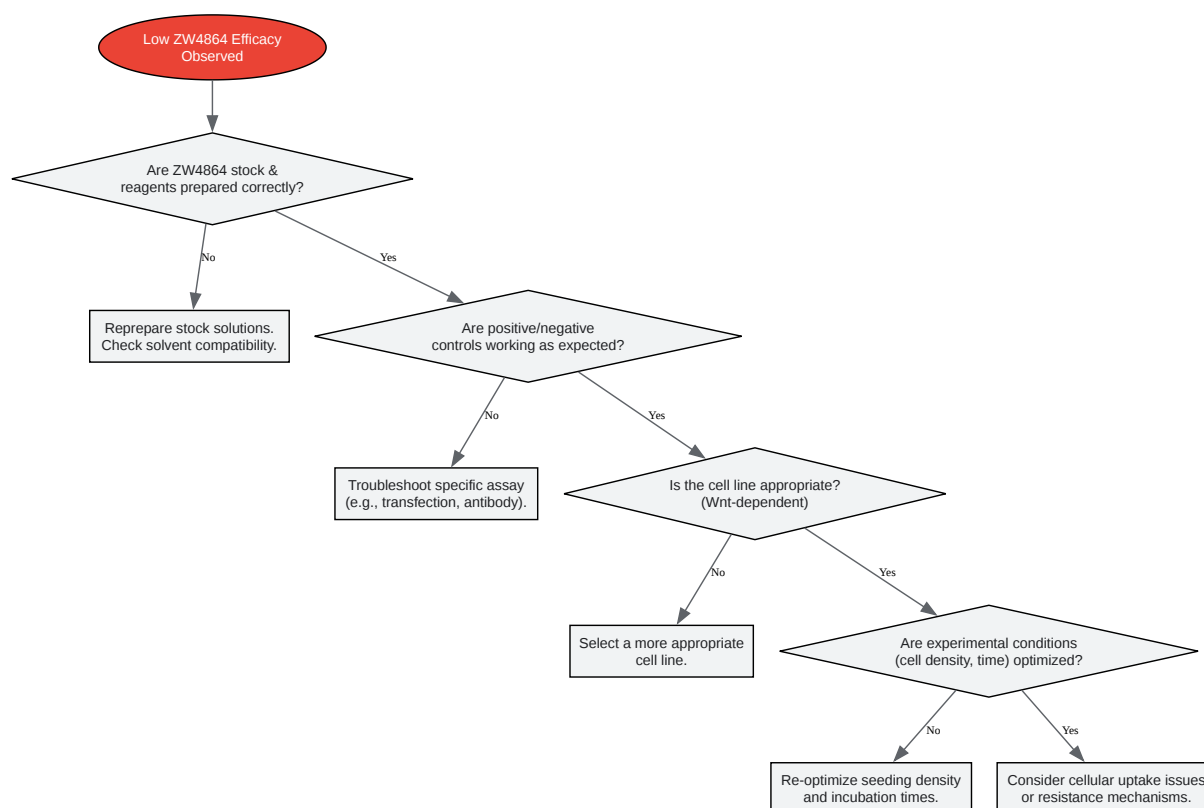 Low ZW4864 Efficacy
Observed
Are ZW4864 stock &
reagents prepared correctly?
No
Yes
Reprepare stock solutions.
Check solvent compatibility.
Are positive/negative
controls working as expected?
No
Yes
Troubleshoot specific assay
(e.g., transfection, antibody).
Is the cell line appropriate?
(Wnt-dependent)
No
Yes
Select a more appropriate
cell line.
Are experimental conditions
(cell density, time) optimized?
No
Yes
Re-optimize seeding density
and incubation times.
Consider cellular uptake issues
or resistance mechanisms.